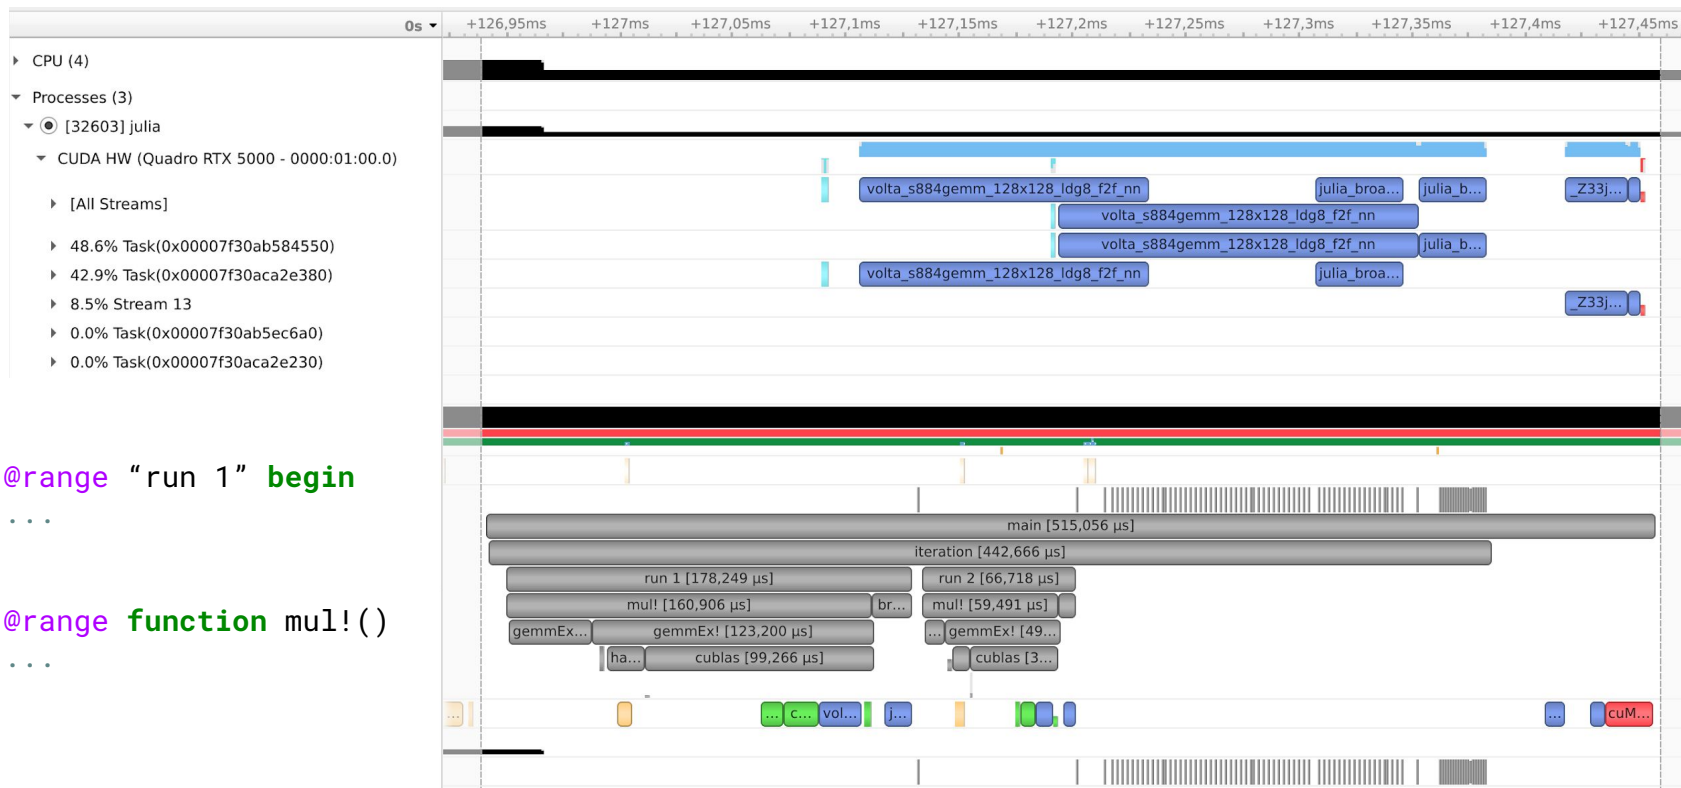 0s +126,95ms +127ms +127,05ms +127,1ms +127,15ms +127,2ms +127,25ms +127,3ms +127,35ms +127,4ms +127,45ms
CPU (4)
Processes (3)
[32603] julia
CUDA HW (Quadro RTX 5000 - 0000:01:00.0)
[All Streams]
volta_s884gemm_128x128_ldg8_f2f_nn julia_broa... julia_b... _Z33j...
volta_s884gemm_128x128_ldg8_f2f_nn
48.6% Task(0x00007f30ab584550)
volta_s884gemm_128x128_ldg8_f2f_nn julia_b...
42.9% Task(0x00007f30aca2e380)
volta_s884gemm_128x128_ldg8_f2f_nn julia_broa...
8.5% Stream 13
_Z33j...
0.0% Task(0x00007f30ab5ec6a0)
0.0% Task(0x00007f30aca2e230)
@range “run 1” begin
...
@range function mul!()
...
main [515,056 µs]
iteration [442,666 µs]
run 1 [178,249 µs] run 2 [66,718 µs]
mul! [160,906 µs] br... mul! [59,491 µs]
gemmEx... gemmEx! [123,200 µs] ... gemmEx! [49...
ha... cublas [99,266 µs] cublas [3...
... ... c... vol... j... ... cuM...